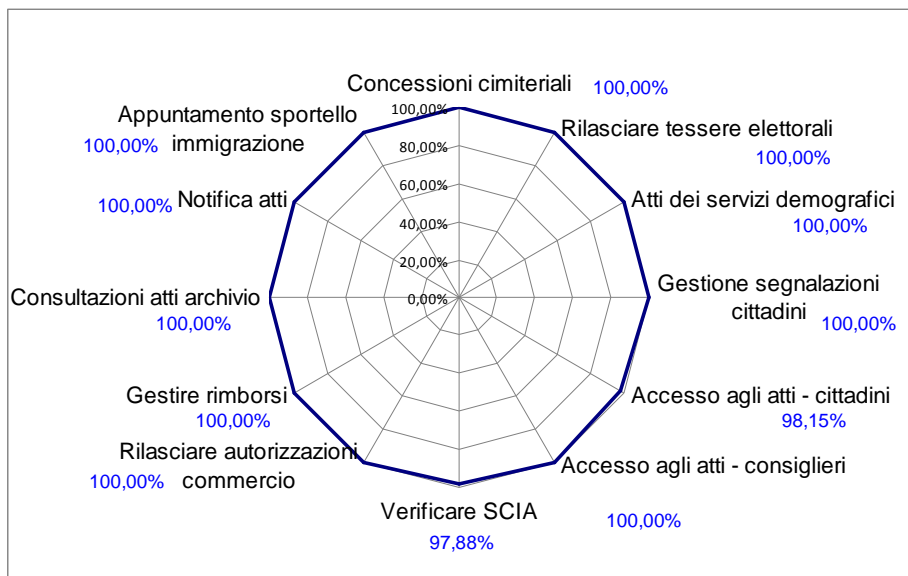 Concessioni cimiteriali 100,00%
Appuntamento sportello
immigrazione
100,00%
100,00%
80,00%
60,00%
40,00%
20,00%
0,00%
Rilasciare tessere elettorali
100,00%
Notifica atti
100,00%
Atti dei servizi demografici
100,00%
Consultazioni atti archivio
100,00%
Gestione segnalazioni
cittadini
100,00%
Gestire rimborsi
100,00%
Accesso agli atti - cittadini
98,15%
Rilasciare autorizzazioni
commercio
100,00%
Accesso agli atti - consiglieri
100,00%
Verificare SCIA
97,88%